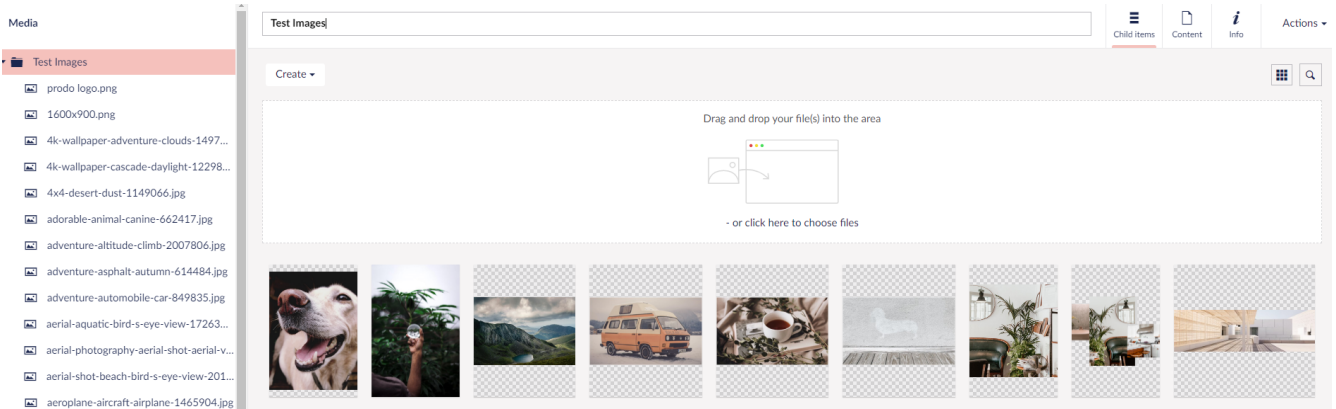 Media
Test Images
prodo logo.png
1600x900.png
4k-wallpaper-adventure-clouds-1497...
4k-wallpaper-cascade-daylight-12298...
4x4-desert-dust-1149066.jpg
adorable-animal-canine-662417.jpg
adventure-altitude-climb-2007806.jpg
adventure-asphalt-autumn-614484.jpg
adventure-automobile-car-849835.jpg
aerial-aquatic-bird-s-eye-view-17263...
aerial-photography-aerial-shot-aerial-v...
aerial-shot-beach-bird-s-eye-view-201...
aeroplane-aircraft-airplane-1465904.jpg
Test Images
Child items
Content
Info
Actions
Create
Drag and drop your file(s) into the area
- or click here to choose files